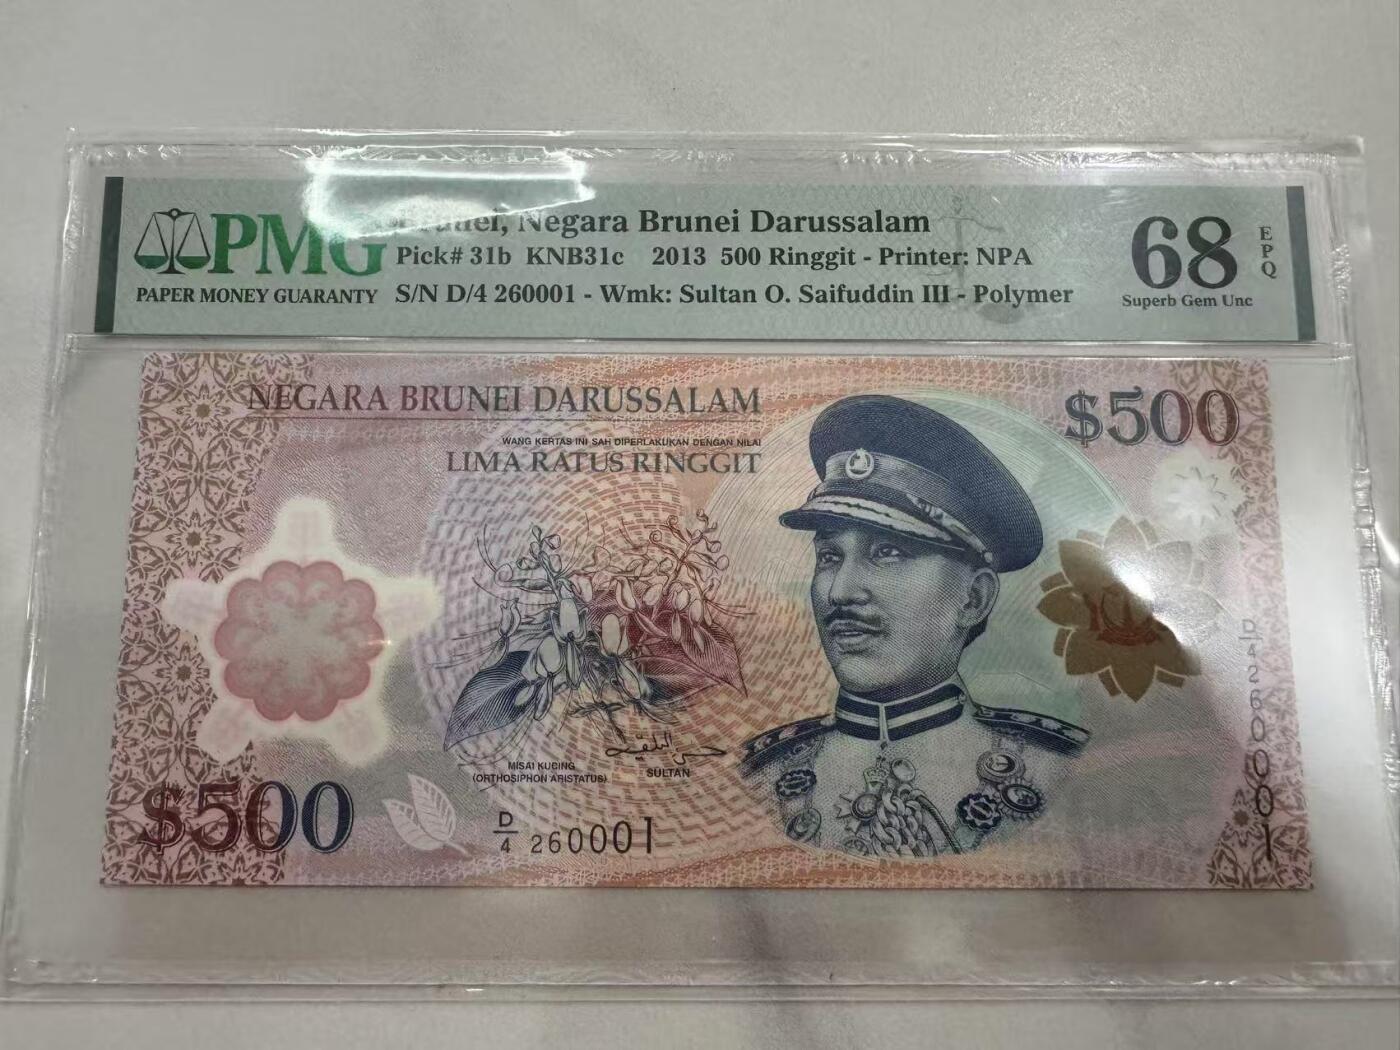 PMG
PAPER MONEY GUARANTY
Brunei, Negara Brunei Darussalam
Pick# 31b KNB31c 2013 500 Ringgit - Printer: NPA
S/N D/4 260001 - Wmk: Sultan O. Saifuddin III - Polymer
68
EPQ
Superb Gem Unc
NEGARA BRUNEI DARUSSALAM
$500
WANG KERTAS INI SAH DIPERLAKUKAN DENGAN NILAI
LIMA RATUS RINGGIT
D/4 260001
MISAI KUCING
(ORTHOSIPHON ARISTATUS)
SULTAN
$500
D/4 260001